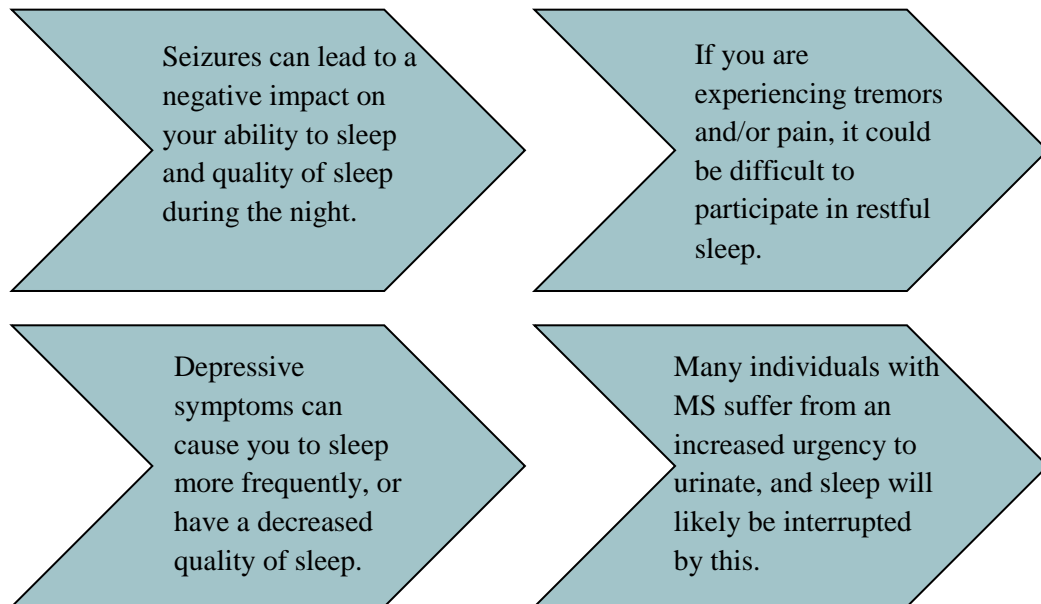 Seizures can lead to a
negative impact on
your ability to sleep
and quality of sleep
during the night.
If you are
experiencing tremors
and/or pain, it could
be difficult to
participate in restful
sleep.
Depressive
symptoms can
cause you to sleep
more frequently, or
have a decreased
quality of sleep.
Many individuals with
MS suffer from an
increased urgency to
urinate, and sleep will
likely be interrupted
by this.